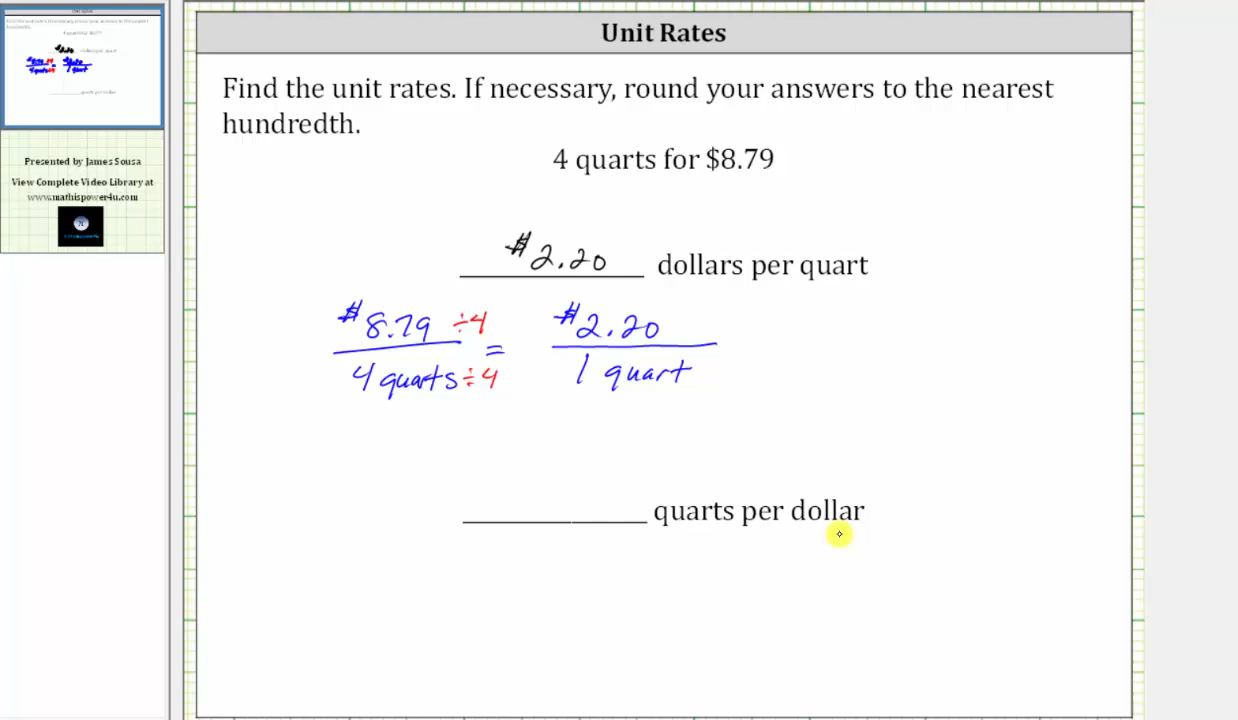 Presented by James Sousa
View Complete Video Library at
www.mathispower4u.com
Unit Rates
Find the unit rates. If necessary, round your answers to the nearest
hundredth.
4 quarts for $8.79
$2.20 dollars per quart
$8.79 ÷4 = $2.20
4 quarts ÷4 1 quart
quarts per dollar